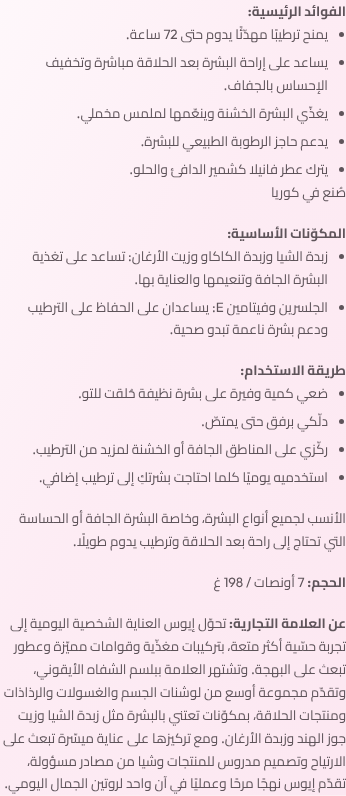 الفوائد الرئيسية:
يمنح ترطيبًا مهدّئًا يدوم حتى 72 ساعة.
يساعد على إراحة البشرة بعد الحلاقة مباشرة وتخفيف
الإحساس بالجفاف.
يغذّي البشرة الخشنة وينعّمها لملمس مخملي.
يدعم حاجز الرطوبة الطبيعي للبشرة.
يترك عطر فانيلا كشمير الدافئ والحلو.
صُنع في كوريا
المكوّنات الأساسية:
زبدة الشيا وزبدة الكاكاو وزيت الأرغان: تساعد على تغذية
البشرة الجافة وتنعيمها والعناية بها.
الجلسرين وفيتامين E: يساعدان على الحفاظ على الترطيب
ودعم بشرة ناعمة تبدو صحية.
طريقة الاستخدام:
ضعي كمية وفيرة على بشرة نظيفة حُلقت للتو.
دلّكي برفق حتى يمتصّ.
ركّزي على المناطق الجافة أو الخشنة لمزيد من الترطيب.
استخدميه يوميًا كلما احتاجت بشرتكِ إلى ترطيب إضافي.
الأنسب لجميع أنواع البشرة، وخاصة البشرة الجافة أو الحساسة
التي تحتاج إلى راحة بعد الحلاقة وترطيب يدوم طويلًا.
الحجم: 7 أونصات / 198 غ
عن العلامة التجارية: تحوّل إيوس العناية الشخصية اليومية إلى
تجربة حسّية أكثر متعة، بتركيبات مغذّية وقوامات مميّزة وعطور
تبعث على البهجة. وتشتهر العلامة ببلسم الشفاه الأيقوني،
وتقدّم مجموعة أوسع من لوشنات الجسم والغسولات والرذاذات
ومنتجات الحلاقة، بمكوّنات تعتني بالبشرة مثل زبدة الشيا وزيت
جوز الهند وزبدة الأرغان. ومع تركيزها على عناية ميسّرة تبعث على
الارتياح وتصميم مدروس للمنتجات وشيا من مصادر مسؤولة،
تقدّم إيوس نهجًا مرحًا وعمليًا في آن واحد لروتين الجمال اليومي.